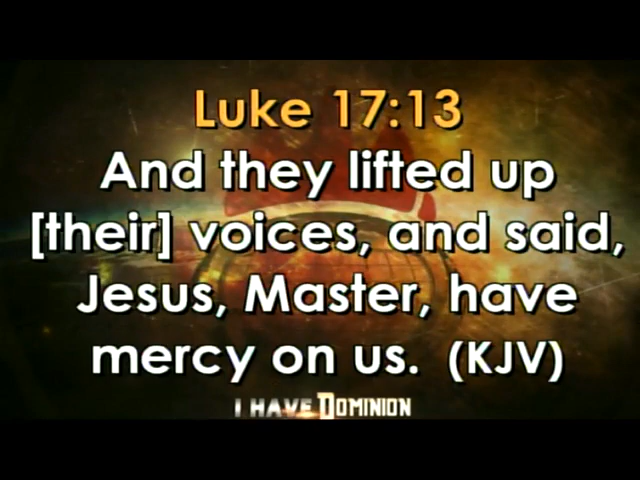 Luke 17:13
And they lifted up
[their] voices, and said,
Jesus, Master, have
mercy on us. (KJV)
I HAVE DOMINION